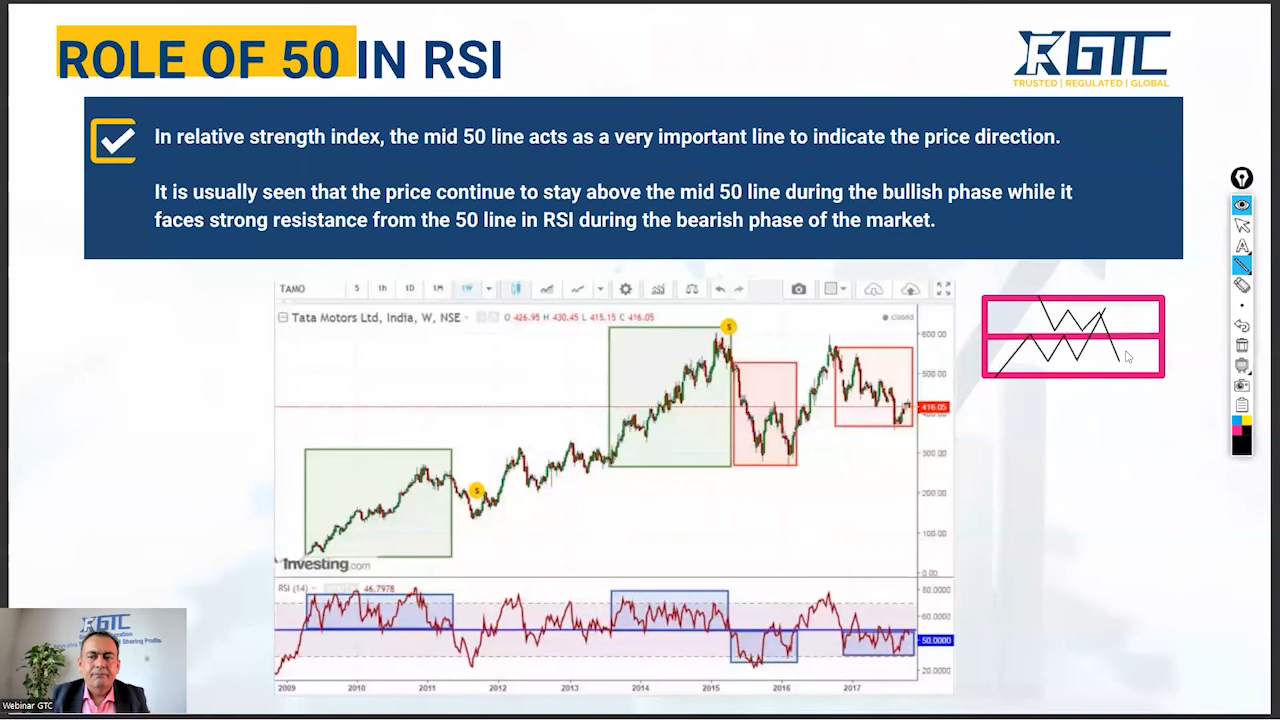 ROLE OF 50 IN RSI
GTC
TRUSTED | REGULATED | GLOBAL
In relative strength index, the mid 50 line acts as a very important line to indicate the price direction.
It is usually seen that the price continue to stay above the mid 50 line during the bullish phase while it
faces strong resistance from the 50 line in RSI during the bearish phase of the market.
TAMO 5 1h 1D 1M 1W
Tata Motors Ltd, India, W, NSE O 426.95 H 430.45 L 415.15 C 416.05 closed
600.00
500.00
416.05
300.00
200.00
100.00
0.00
Investing.com
RSI (14) 46.7978
80.0000
60.0000
50.0000
20.0000
2009 2010 2011 2012 2013 2014 2015 2016 2017
GTC
Sharing Profits
Webinar GTC